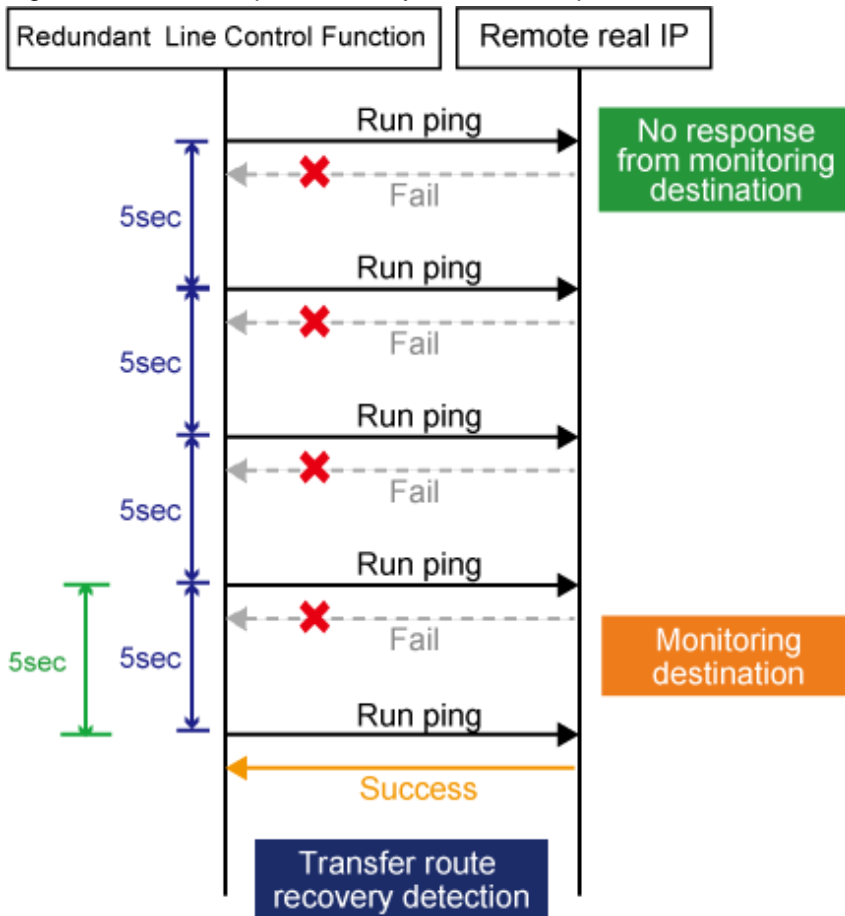 Redundant Line Control Function
Remote real IP
Run ping
No response
from monitoring
destination
Fail
5sec
Run ping
Fail
5sec
Run ping
Fail
5sec
Run ping
Fail
Monitoring
destination
5sec
5sec
Run ping
Success
Transfer route
recovery detection